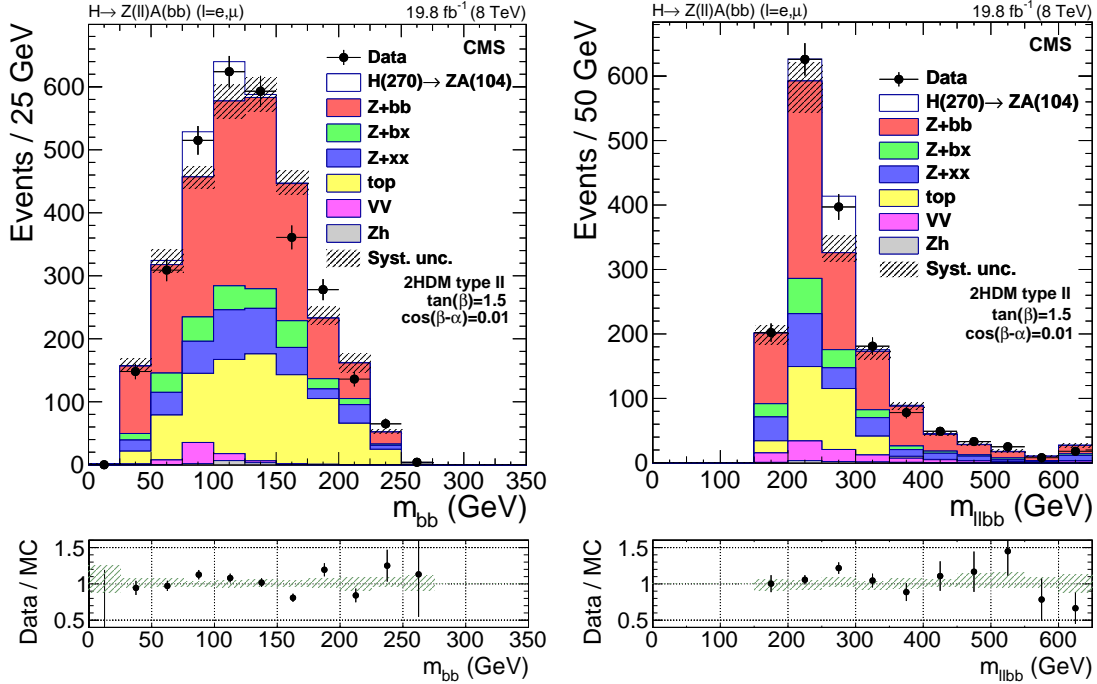 H→ Z(ll)A(bb) (l=e,μ) 19.8 fb⁻¹ (8 TeV)
Events / 25 GeV
600
500
400
300
200
100
0
0 50 100 150 200 250 300 350
m_bb (GeV)
CMS
Data
H(270)→ ZA(104)
Z+bb
Z+bx
Z+xx
top
VV
Zh
Syst. unc.
2HDM type II
tan(β)=1.5
cos(β-α)=0.01
Data / MC
1.5
1
0.5
0 50 100 150 200 250 300 350
m_bb (GeV)
H→ Z(ll)A(bb) (l=e,μ) 19.8 fb⁻¹ (8 TeV)
Events / 50 GeV
600
500
400
300
200
100
0
0 100 200 300 400 500 600
m_llbb (GeV)
CMS
Data
H(270)→ ZA(104)
Z+bb
Z+bx
Z+xx
top
VV
Zh
Syst. unc.
2HDM type II
tan(β)=1.5
cos(β-α)=0.01
Data / MC
1.5
1
0.5
0 100 200 300 400 500 600
m_llbb (GeV)